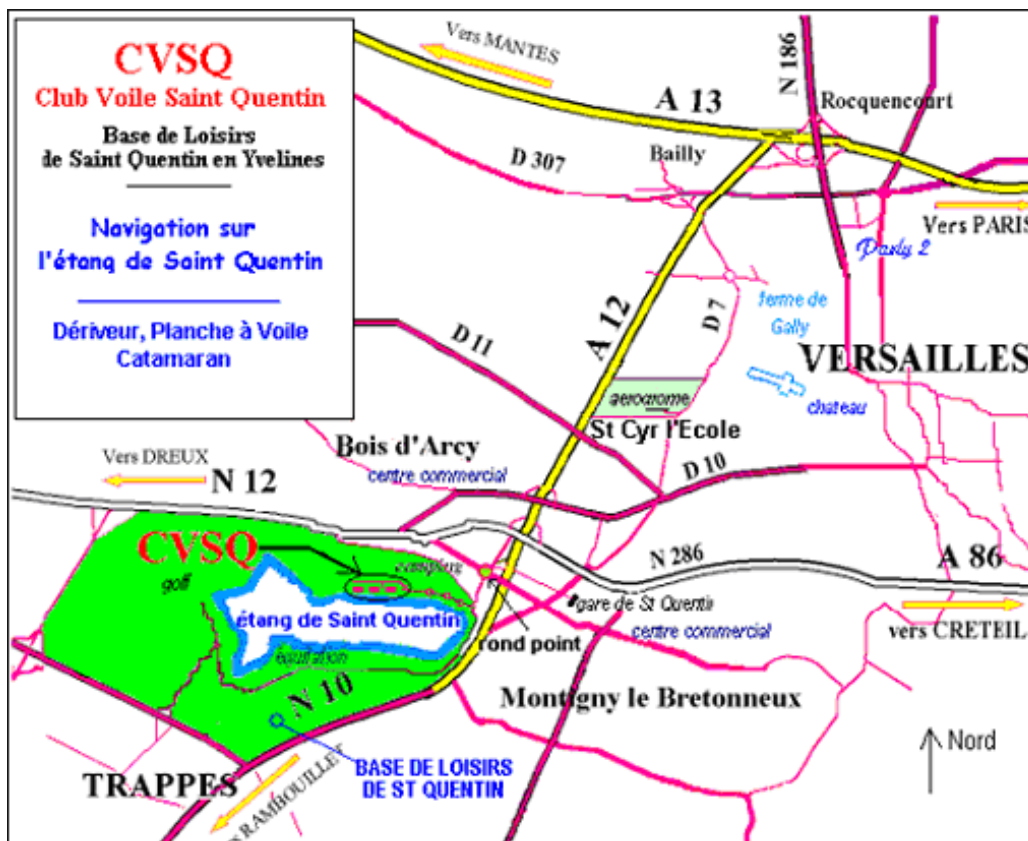 CVSQ
Club Voile Saint Quentin
Base de Loisirs
de Saint Quentin en Yvelines
Navigation sur
l'étang de Saint Quentin
Dériveur, Planche à Voile
Catamaran
Vers MANTES
A 13
N 186
Rocquencourt
Bailly
D 307
Vers PARIS
Parly 2
A 12
D 7
ferme de
Gally
D 11
VERSAILLES
chateau
aerodrome
St Cyr l'Ecole
Bois d'Arcy
centre commercial
D 10
Vers DREUX
N 12
CVSQ
camping
golf
N 286
A 86
gare de St Quentin
étang de Saint Quentin
centre commercial
vers CRETEIL
rond point
équitation
N 10
Montigny le Bretonneux
Nord
TRAPPES
BASE DE LOISIRS
DE ST QUENTIN
RAMBOUILLET